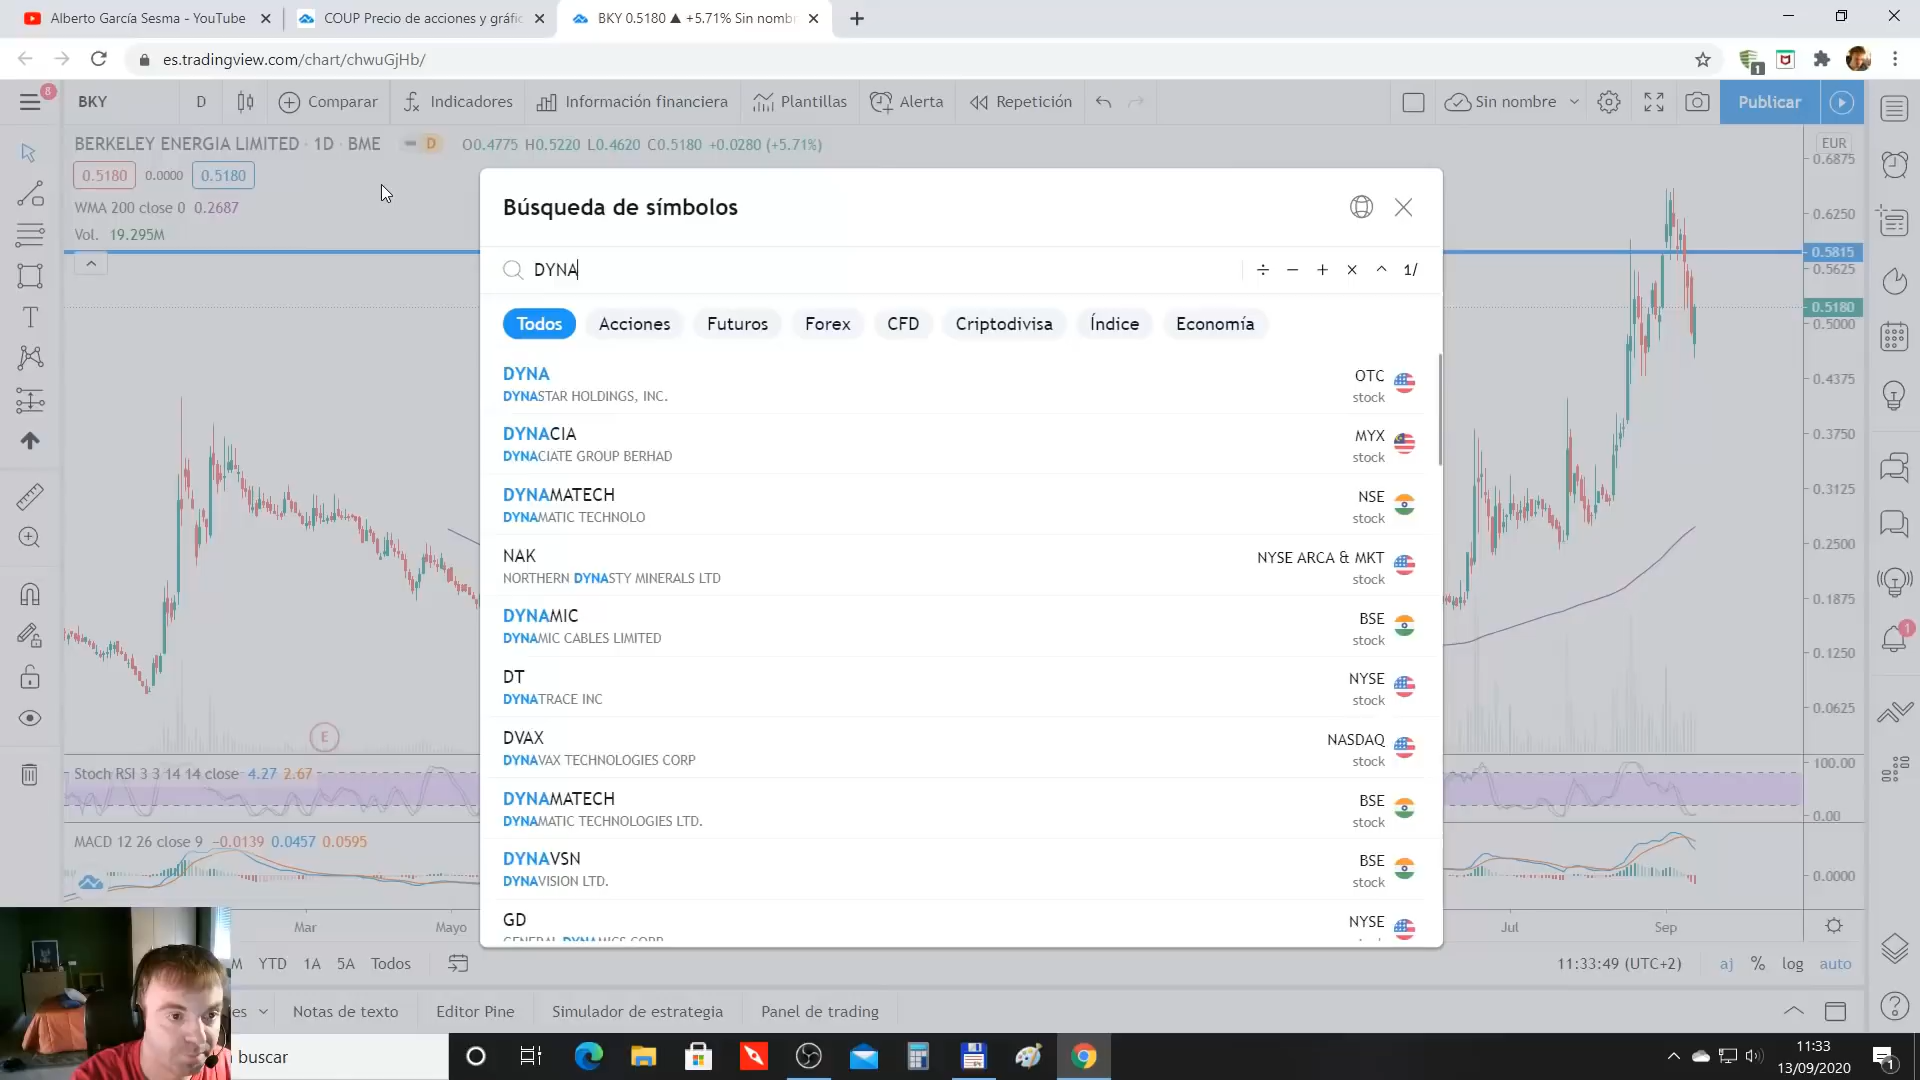 Alberto García Sesma - YouTube
COUP Precio de acciones y gráfic
BKY 0.5180 ▲ +5.71% Sin nomb
es.tradingview.com/chart/chwuGjHb/
1
8
BKY
D
Comparar
Indicadores
Información financiera
Plantillas
Alerta
Repetición
Sin nombre
Publicar
BERKELEY ENERGIA LIMITED · 1D · BME
D
O0.4775 H0.5220 L0.4620 C0.5180 +0.0280 (+5.71%)
0.5180
0.0000
0.5180
WMA 200 close 0 0.2687
Vol. 19.295M
Búsqueda de símbolos
DYNA
÷ − + × ^ 1/
Todos
Acciones
Futuros
Forex
CFD
Criptodivisa
Índice
Economía
DYNA
OTC
DYNASTAR HOLDINGS, INC.
stock
DYNACIA
MYX
DYNACIATE GROUP BERHAD
stock
DYNAMATECH
NSE
DYNAMATIC TECHNOLO
stock
NAK
NYSE ARCA & MKT
NORTHERN DYNASTY MINERALS LTD
stock
DYNAMIC
BSE
DYNAMIC CABLES LIMITED
stock
DT
NYSE
DYNATRACE INC
stock
DVAX
NASDAQ
DYNAVAX TECHNOLOGIES CORP
stock
DYNAMATECH
BSE
DYNAMATIC TECHNOLOGIES LTD.
stock
DYNAVSN
BSE
DYNAVISION LTD.
stock
GD
NYSE
GENERAL DYNAMICS CORP
EUR
0.6875
0.6250
0.5815
0.5625
0.5180
0.5000
0.4375
0.3750
0.3125
0.2500
0.1875
0.1250
0.0625
100.00
0.00
0.0000
1
E
Stoch RSI 3 3 14 14 close 4.27 2.67
MACD 12 26 close 9 −0.0139 0.0457 0.0595
Mar
Mayo
Jul
Sep
M
YTD
1A
5A
Todos
11:33:49 (UTC+2)
aj
%
log
auto
es
Notas de texto
Editor Pine
Simulador de estrategia
Panel de trading
buscar
11:33
13/09/2020
1